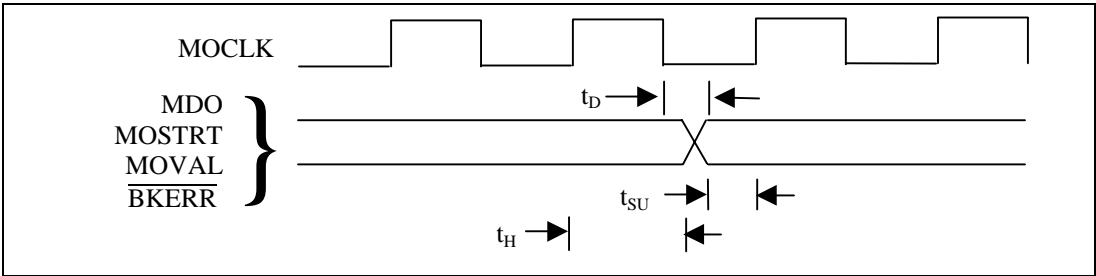 MOCLK
MDO
MOSTRT
MOVAL
BKERR
tD
tSU
tH